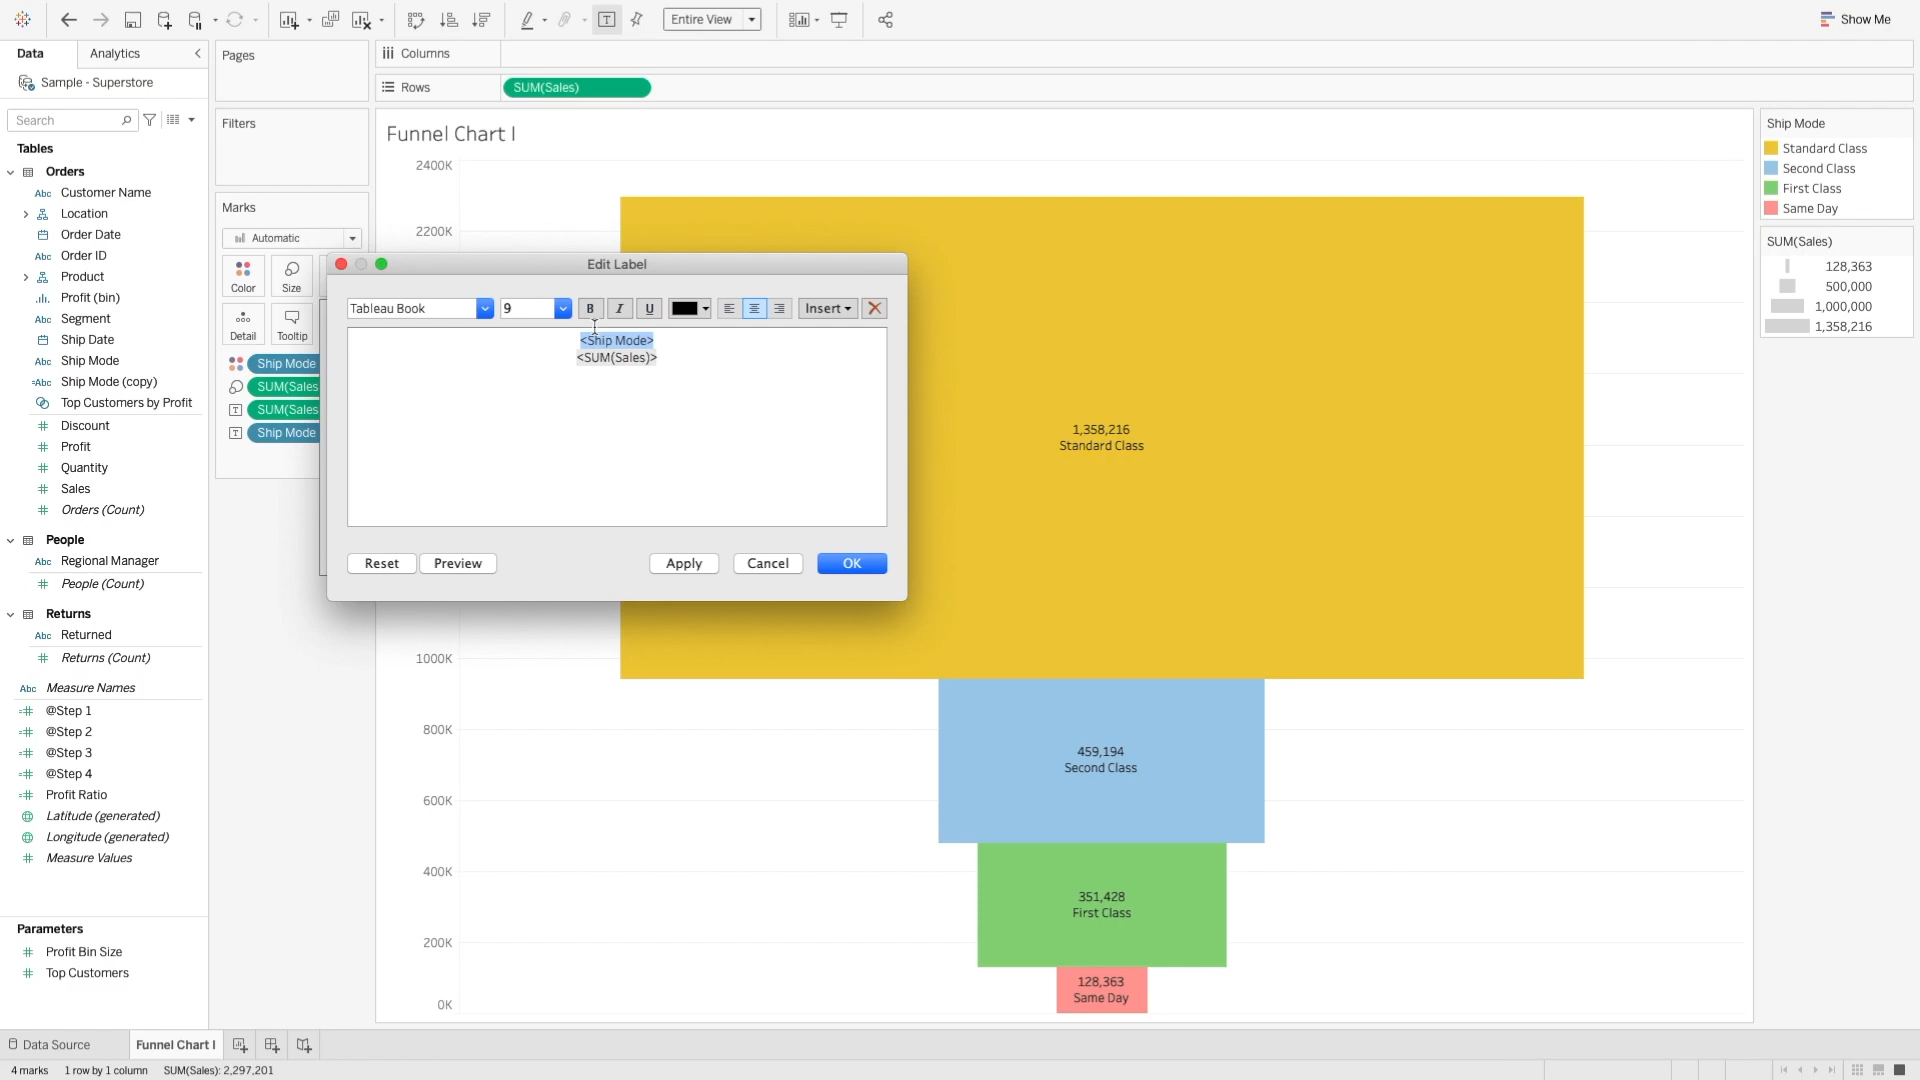 Entire View
Show Me
Data
Analytics
Sample - Superstore
Search
Tables
Orders
Abc Customer Name
Location
Order Date
Abc Order ID
Product
Profit (bin)
Abc Segment
Ship Date
Abc Ship Mode
=Abc Ship Mode (copy)
Top Customers by Profit
Discount
Profit
Quantity
Sales
Orders (Count)
People
Abc Regional Manager
People (Count)
Returns
Abc Returned
Returns (Count)
Abc Measure Names
@Step 1
@Step 2
@Step 3
@Step 4
Profit Ratio
Latitude (generated)
Longitude (generated)
Measure Values
Parameters
Profit Bin Size
Top Customers
Pages
Filters
Marks
Automatic
Color
Size
Detail
Tooltip
Ship Mode
SUM(Sales
SUM(Sales
Ship Mode
Columns
Rows
SUM(Sales)
Funnel Chart I
2400K
2200K
1000K
800K
600K
400K
200K
0K
1,358,216
Standard Class
459,194
Second Class
351,428
First Class
128,363
Same Day
Edit Label
Tableau Book
9
B I U
Insert
<Ship Mode>
<SUM(Sales)>
Reset
Preview
Apply
Cancel
OK
Ship Mode
Standard Class
Second Class
First Class
Same Day
SUM(Sales)
128,363
500,000
1,000,000
1,358,216
Data Source
Funnel Chart I
4 marks
1 row by 1 column
SUM(Sales): 2,297,201